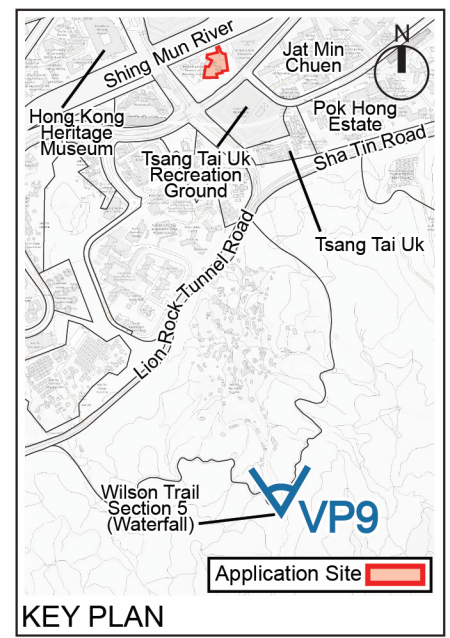 N
Shing Mun River
Jat Min
Chuen
Hong Kong
Heritage
Museum
Pok Hong
Estate
Tsang Tai Uk
Recreation
Ground
Sha Tin Road
Tsang Tai Uk
Lion Rock Tunnel Road
Wilson Trail
Section 5
(Waterfall)
VP9
Application Site
KEY PLAN